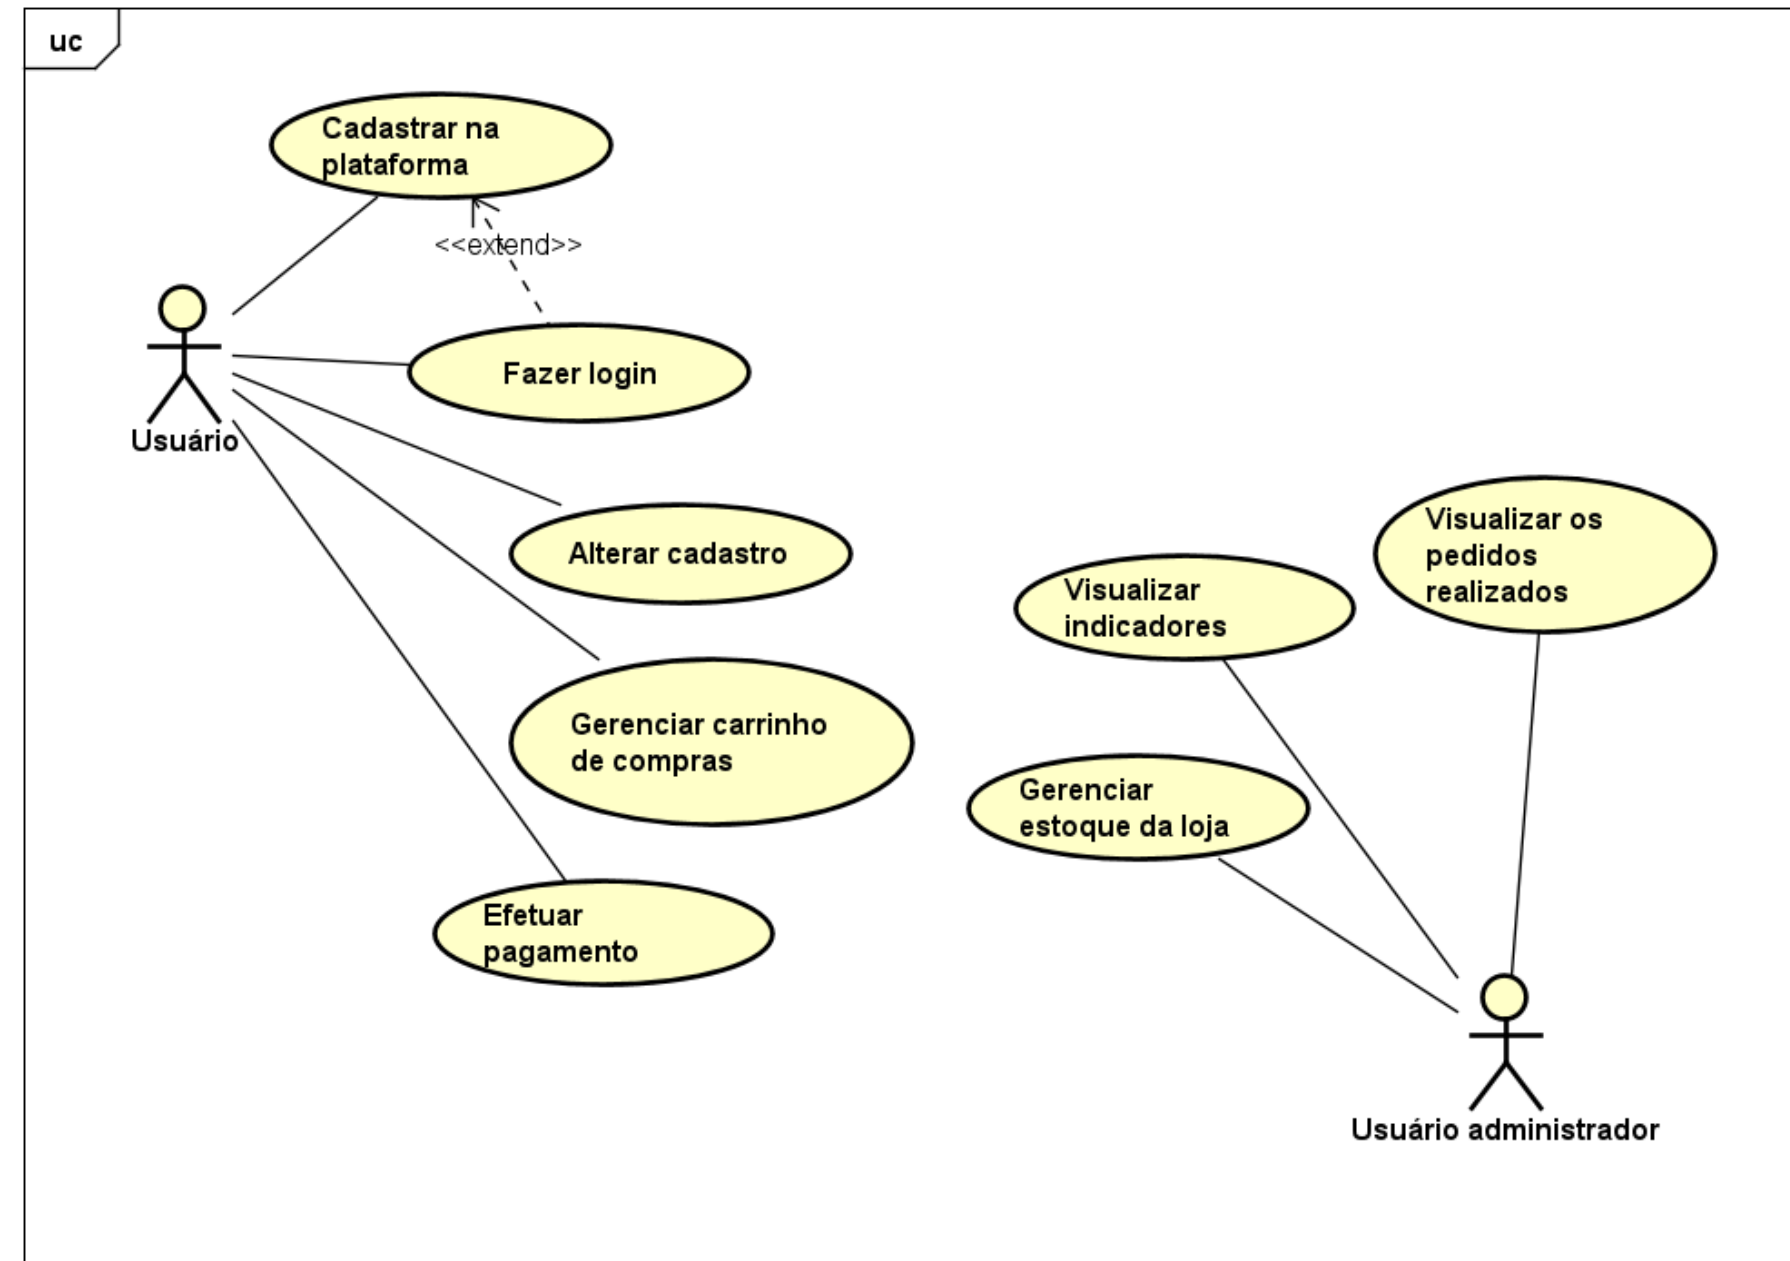 uc
Cadastrar na
plataforma
<<extend>>
Fazer login
Usuário
Alterar cadastro
Gerenciar carrinho
de compras
Efetuar
pagamento
Visualizar os
pedidos
realizados
Visualizar
indicadores
Gerenciar
estoque da loja
Usuário administrador